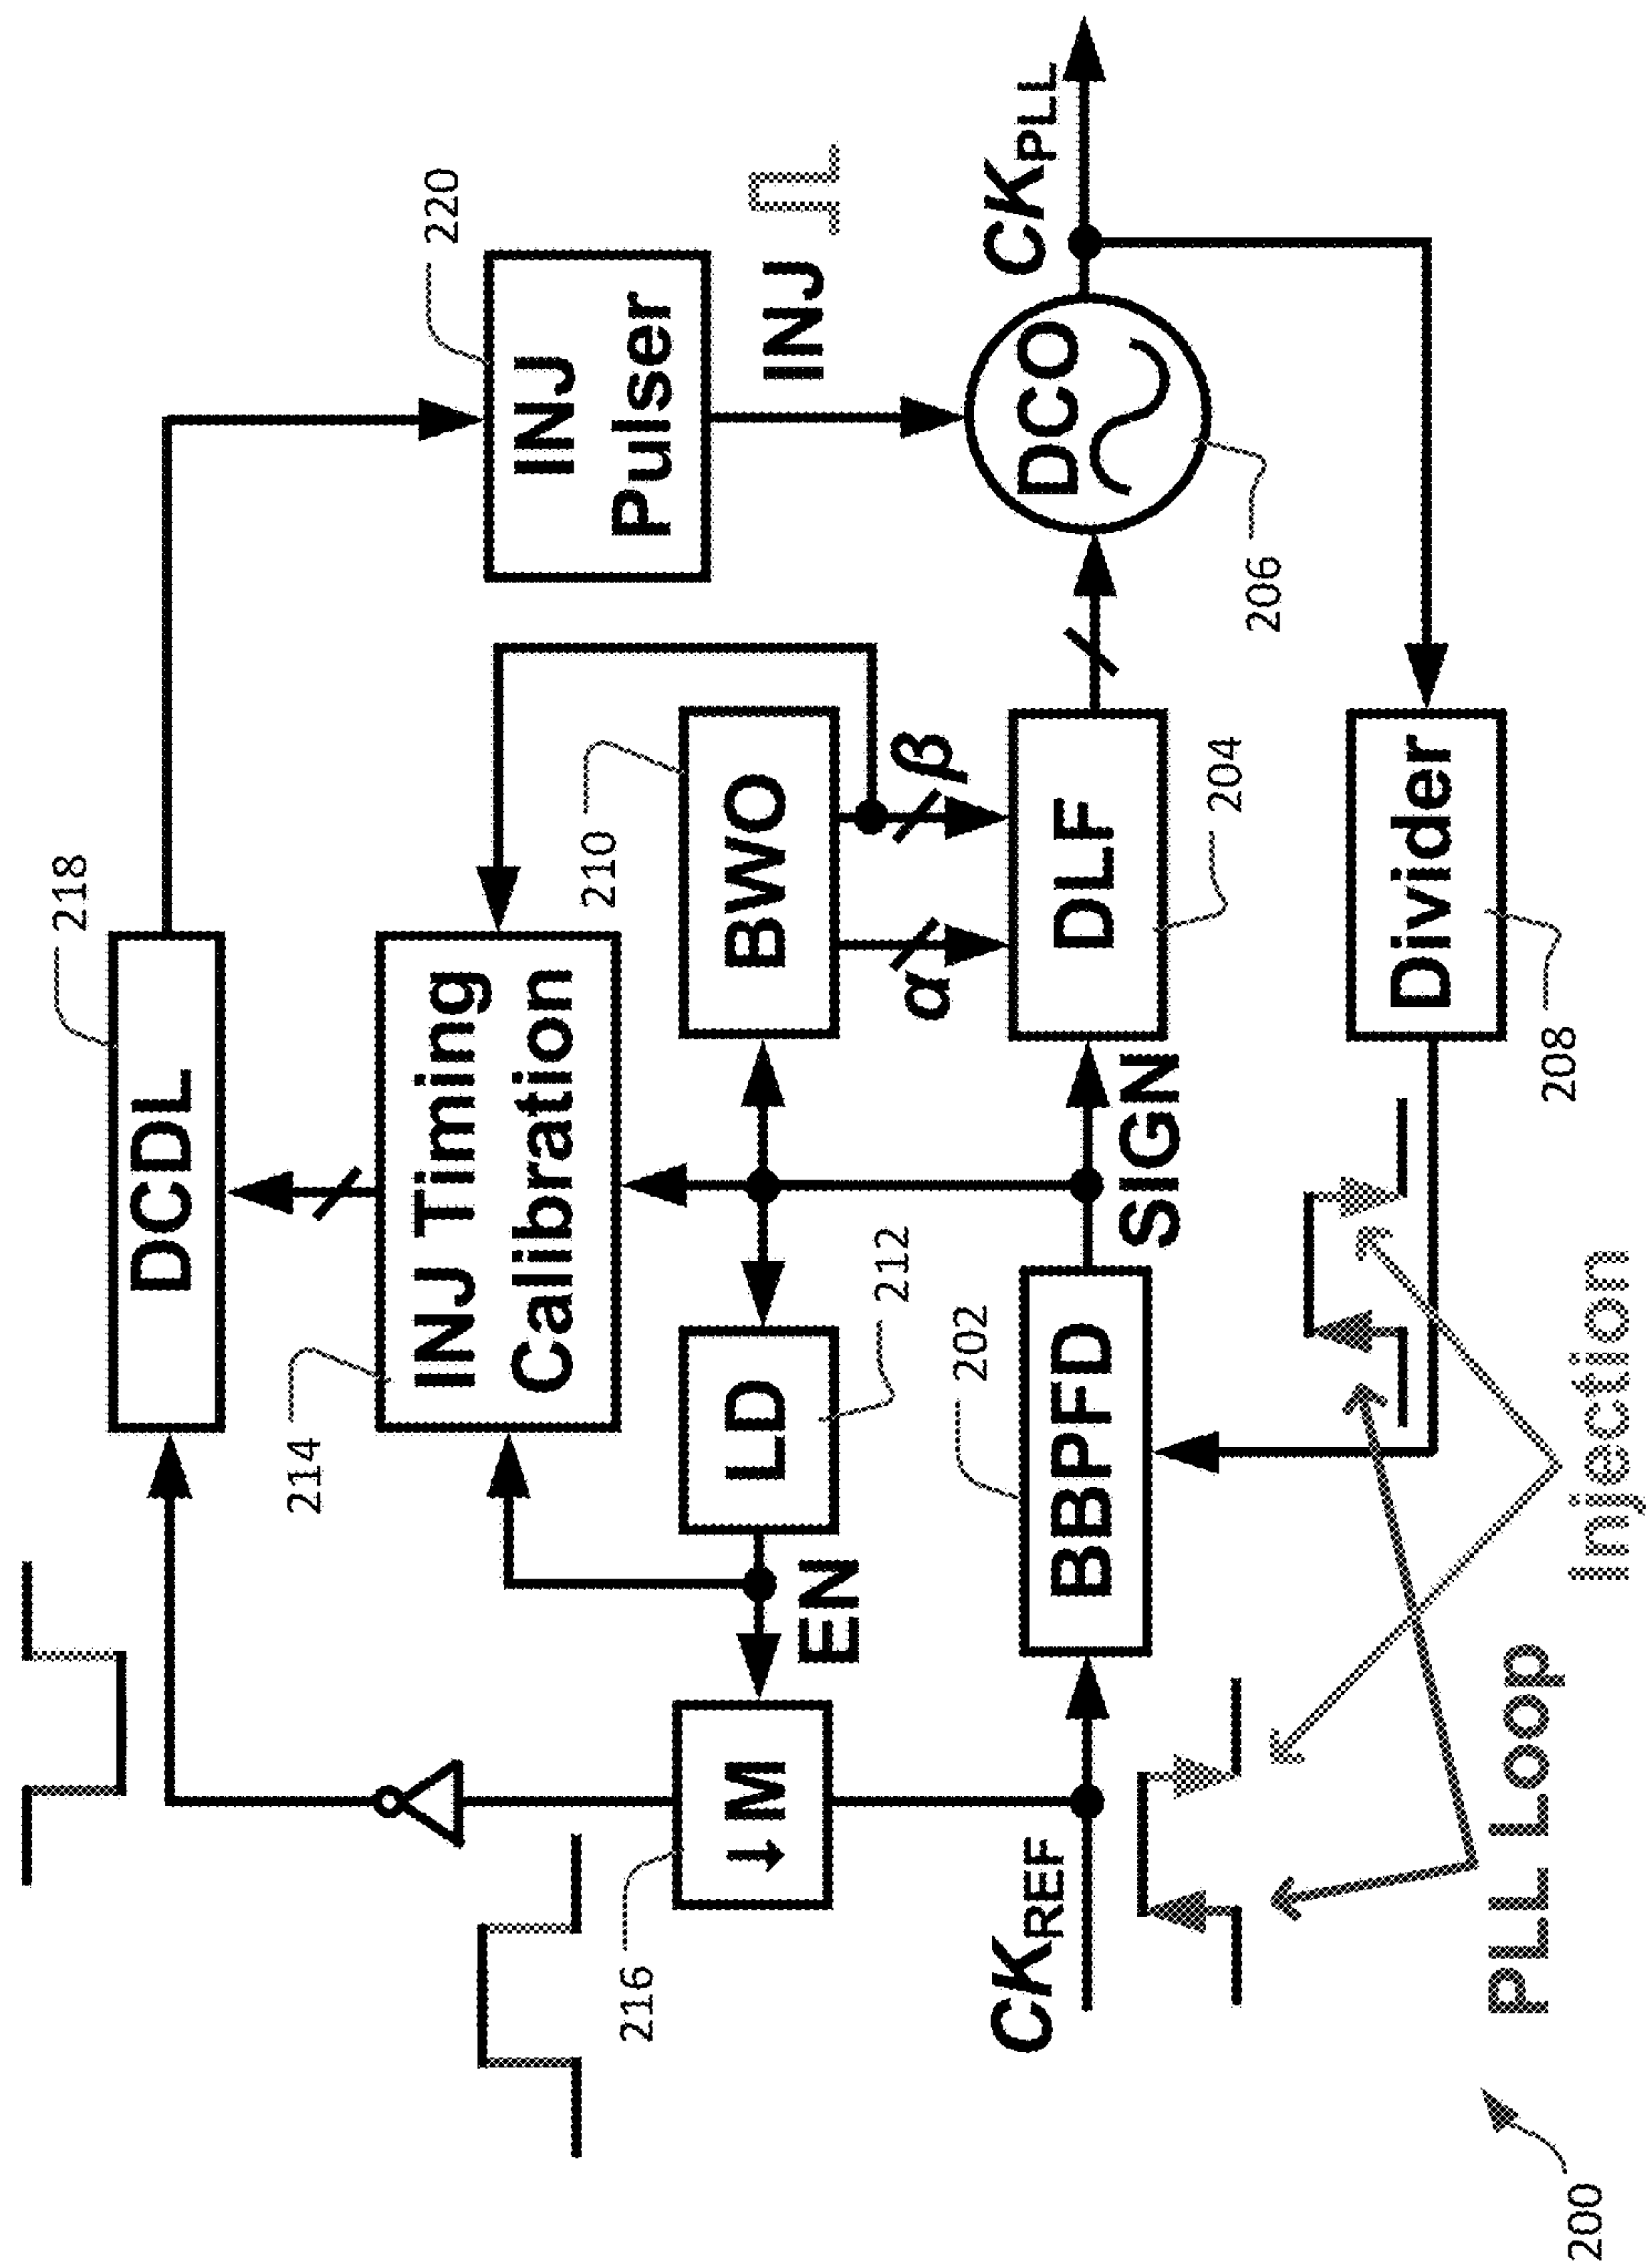 218
DCDL
220
INJ
Pulser
INJ
214
INJ Timing
Calibration
210
BWO
LD
212
EN
216
↓M
α
β
CK_REF
202
BBPFD
SIGN
DLF
204
DCO
206
CK_PLL
Divider
208
PLL Loop
Injection
200